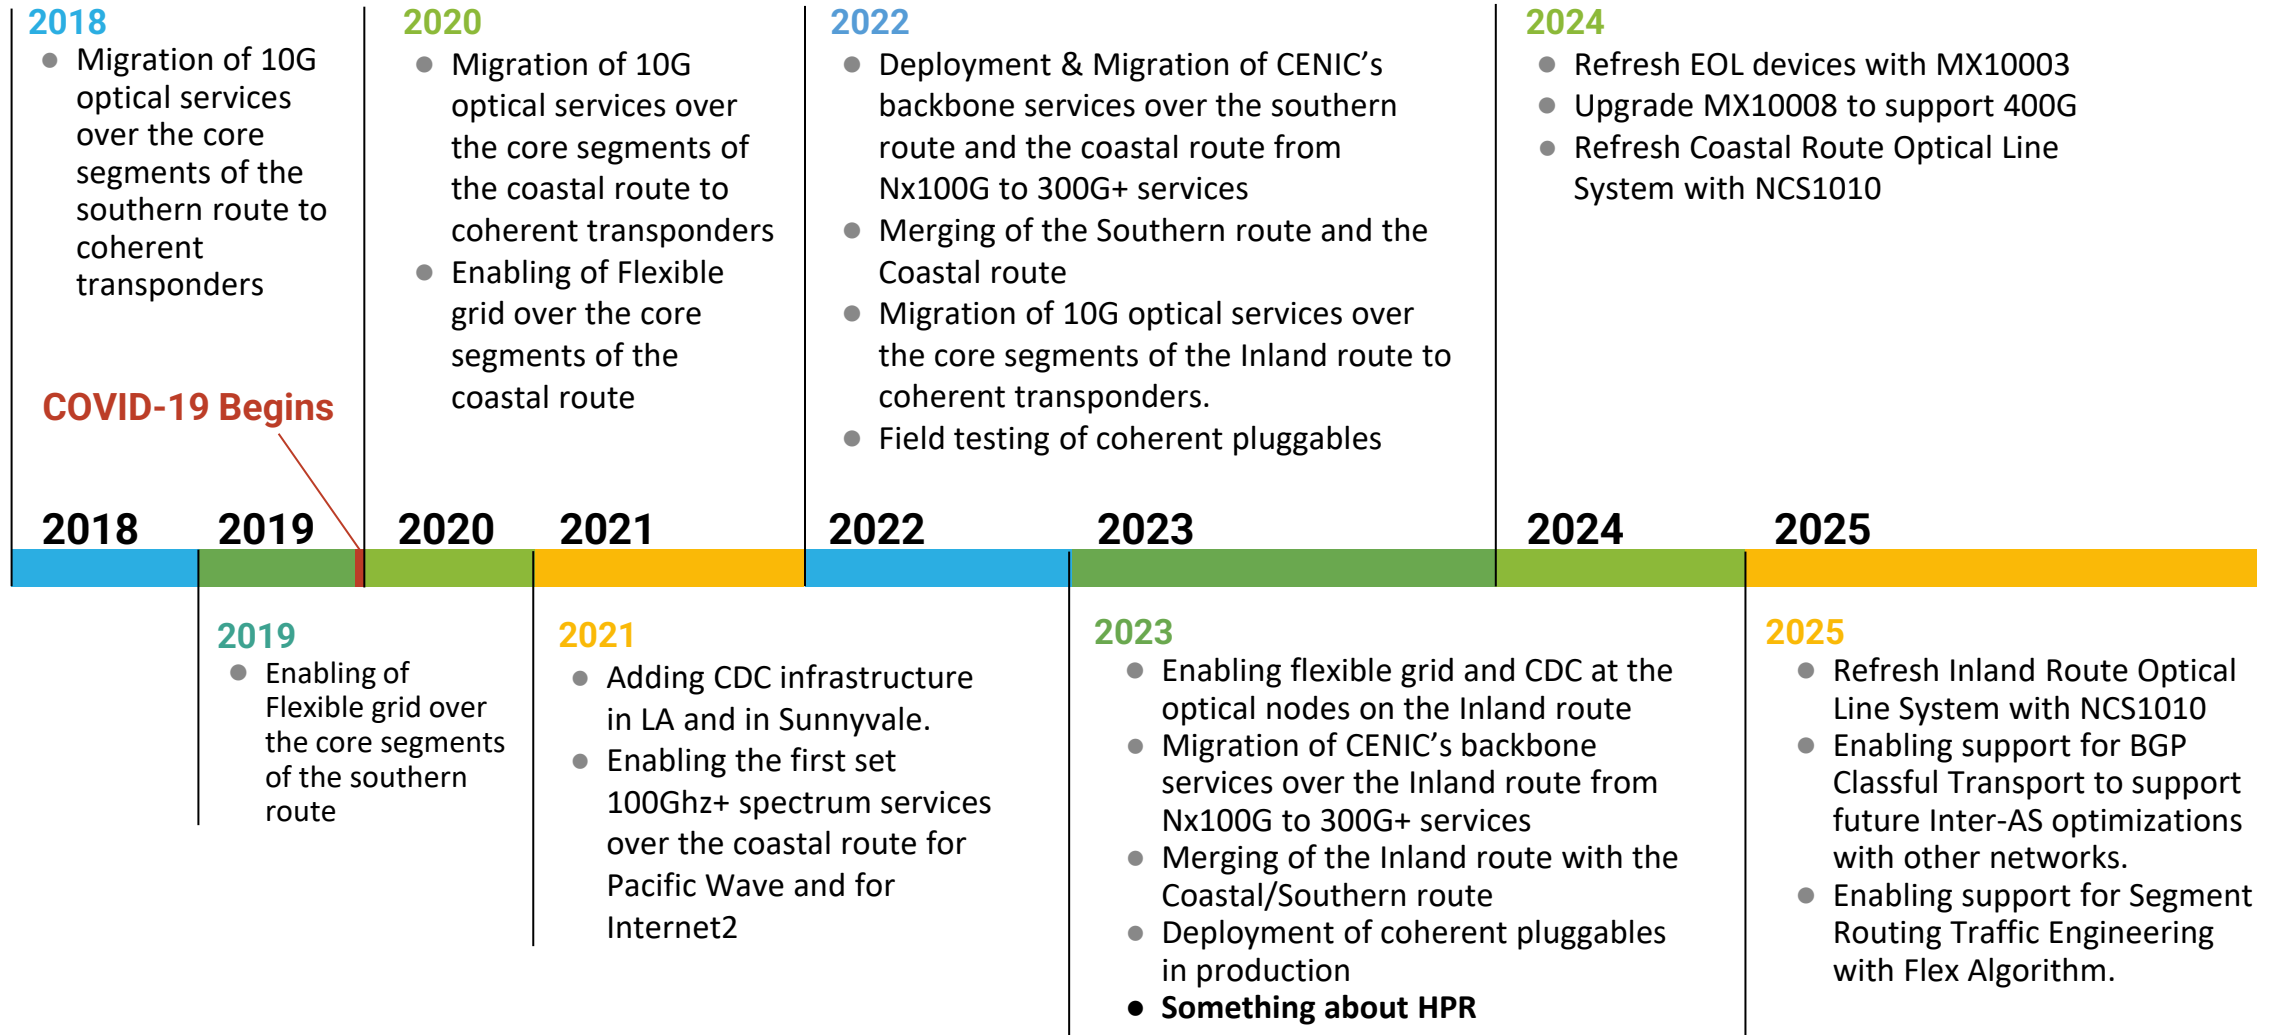 2018
● Migration of 10G
optical services
over the core
segments of the
southern route to
coherent
transponders
COVID-19 Begins
2020
● Migration of 10G
optical services over
the core segments of
the coastal route to
coherent transponders
● Enabling of Flexible
grid over the core
segments of the
coastal route
2022
● Deployment & Migration of CENIC’s
backbone services over the southern
route and the coastal route from
Nx100G to 300G+ services
● Merging of the Southern route and the
Coastal route
● Migration of 10G optical services over
the core segments of the Inland route to
coherent transponders.
● Field testing of coherent pluggables
2024
● Refresh EOL devices with MX10003
● Upgrade MX10008 to support 400G
● Refresh Coastal Route Optical Line
System with NCS1010
2018 2019 2020 2021 2022 2023 2024 2025
2019
● Enabling of
Flexible grid over
the core segments
of the southern
route
2021
● Adding CDC infrastructure
in LA and in Sunnyvale.
● Enabling the first set
100Ghz+ spectrum services
over the coastal route for
Pacific Wave and for
Internet2
2023
● Enabling flexible grid and CDC at the
optical nodes on the Inland route
● Migration of CENIC’s backbone
services over the Inland route from
Nx100G to 300G+ services
● Merging of the Inland route with the
Coastal/Southern route
● Deployment of coherent pluggables
in production
● Something about HPR
2025
● Refresh Inland Route Optical
Line System with NCS1010
● Enabling support for BGP
Classful Transport to support
future Inter-AS optimizations
with other networks.
● Enabling support for Segment
Routing Traffic Engineering
with Flex Algorithm.